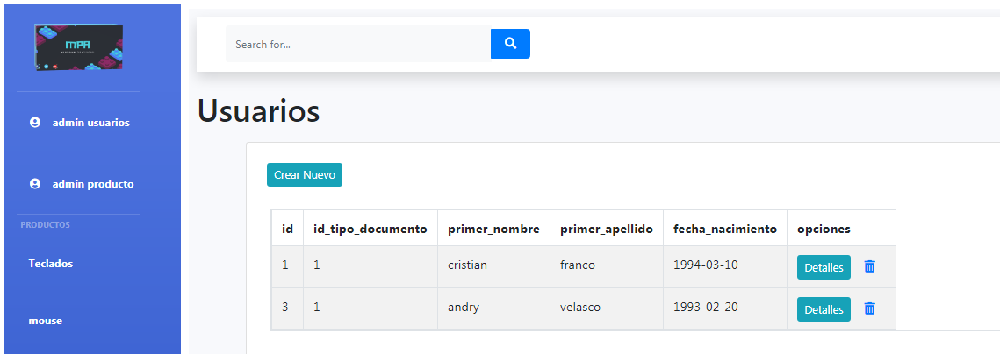 MPA
Search for...
admin usuarios
admin producto
PRODUCTOS
Teclados
mouse
Usuarios
Crear Nuevo
id id_tipo_documento primer_nombre primer_apellido fecha_nacimiento opciones
1 1 cristian franco 1994-03-10 Detalles
3 1 andry velasco 1993-02-20 Detalles